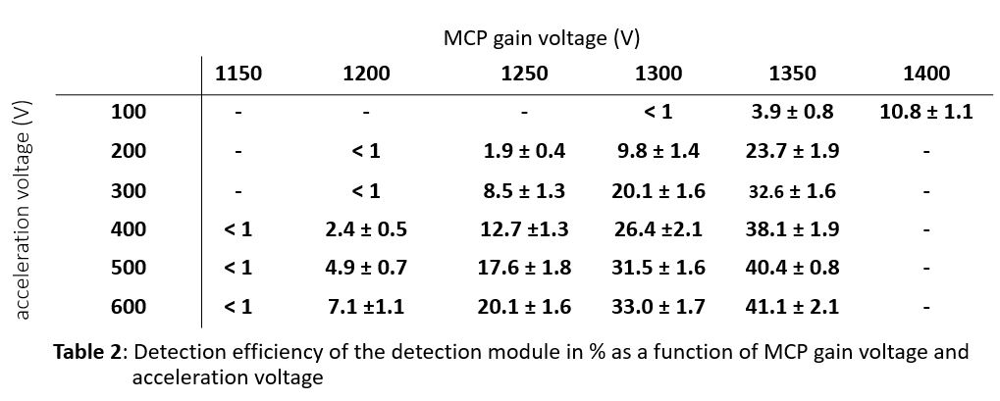 MCP gain voltage (V)
1150 1200 1250 1300 1350 1400
acceleration voltage (V)
100 - - - < 1 3.9 ± 0.8 10.8 ± 1.1
200 - < 1 1.9 ± 0.4 9.8 ± 1.4 23.7 ± 1.9 -
300 - < 1 8.5 ± 1.3 20.1 ± 1.6 32.6 ± 1.6 -
400 < 1 2.4 ± 0.5 12.7 ±1.3 26.4 ±2.1 38.1 ± 1.9 -
500 < 1 4.9 ± 0.7 17.6 ± 1.8 31.5 ± 1.6 40.4 ± 0.8 -
600 < 1 7.1 ±1.1 20.1 ± 1.6 33.0 ± 1.7 41.1 ± 2.1 -
Table 2: Detection efficiency of the detection module in % as a function of MCP gain voltage and
acceleration voltage